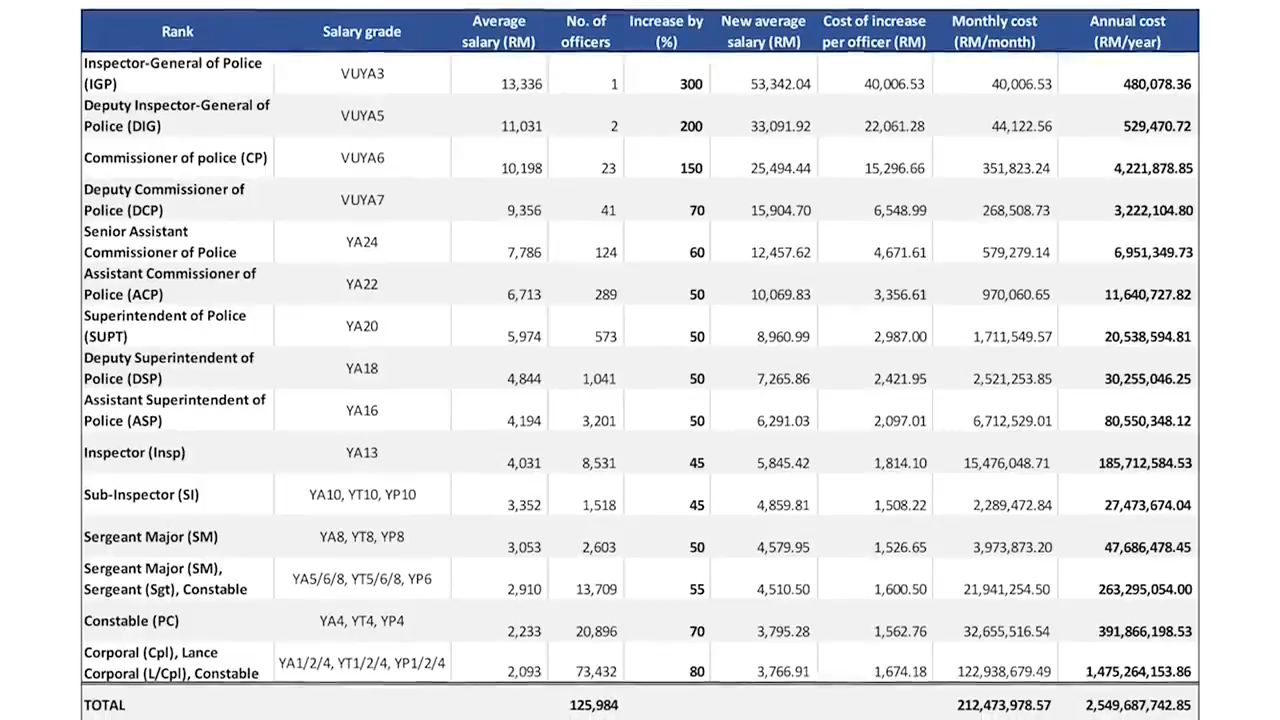 Rank Salary grade Average salary (RM) No. of officers Increase by (%) New average salary (RM) Cost of increase per officer (RM) Monthly cost (RM/month) Annual cost (RM/year)
Inspector-General of Police (IGP) VUYA3 13,336 1 300 53,342.04 40,006.53 40,006.53 480,078.36
Deputy Inspector-General of Police (DIG) VUYA5 11,031 2 200 33,091.92 22,061.28 44,122.56 529,470.72
Commissioner of police (CP) VUYA6 10,198 23 150 25,494.44 15,296.66 351,823.24 4,221,878.85
Deputy Commissioner of Police (DCP) VUYA7 9,356 41 70 15,904.70 6,548.99 268,508.73 3,222,104.80
Senior Assistant Commissioner of Police YA24 7,786 124 60 12,457.62 4,671.61 579,279.14 6,951,349.73
Assistant Commissioner of Police (ACP) YA22 6,713 289 50 10,069.83 3,356.61 970,060.65 11,640,727.82
Superintendent of Police (SUPT) YA20 5,974 573 50 8,960.99 2,987.00 1,711,549.57 20,538,594.81
Deputy Superintendent of Police (DSP) YA18 4,844 1,041 50 7,265.86 2,421.95 2,521,253.85 30,255,046.25
Assistant Superintendent of Police (ASP) YA16 4,194 3,201 50 6,291.03 2,097.01 6,712,529.01 80,550,348.12
Inspector (Insp) YA13 4,031 8,531 45 5,845.42 1,814.10 15,476,048.71 185,712,584.53
Sub-Inspector (SI) YA10, YT10, YP10 3,352 1,518 45 4,859.81 1,508.22 2,289,472.84 27,473,674.04
Sergeant Major (SM) YA8, YT8, YP8 3,053 2,603 50 4,579.95 1,526.65 3,973,873.20 47,686,478.45
Sergeant Major (SM), Sergeant (Sgt), Constable YA5/6/8, YT5/6/8, YP6 2,910 13,709 55 4,510.50 1,600.50 21,941,254.50 263,295,054.00
Constable (PC) YA4, YT4, YP4 2,233 20,896 70 3,795.28 1,562.76 32,655,516.54 391,866,198.53
Corporal (Cpl), Lance Corporal (L/Cpl), Constable YA1/2/4, YT1/2/4, YP1/2/4 2,093 73,432 80 3,766.91 1,674.18 122,938,679.49 1,475,264,153.86
TOTAL 125,984 212,473,978.57 2,549,687,742.85